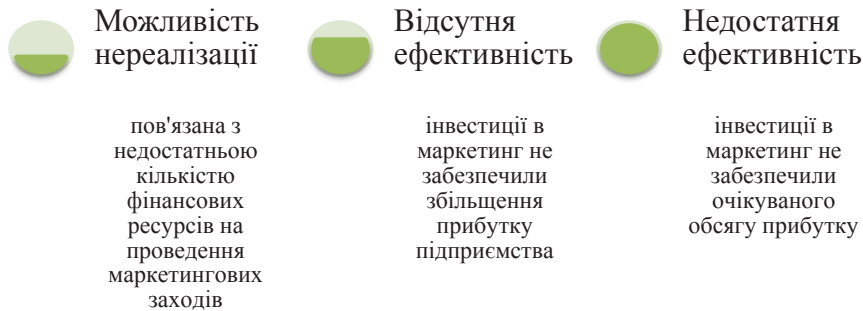 Можливість
нереалізації
пов'язана з
недостатньою
кількістю
фінансових
ресурсів на
проведення
маркетингових
заходів
Відсутня
ефективність
інвестиції в
маркетинг не
забезпечили
збільщення
прибутку
підприємства
Недостатня
ефективність
інвестиції в
маркетинг не
забезпечили
очікуваного
обсягу прибутку